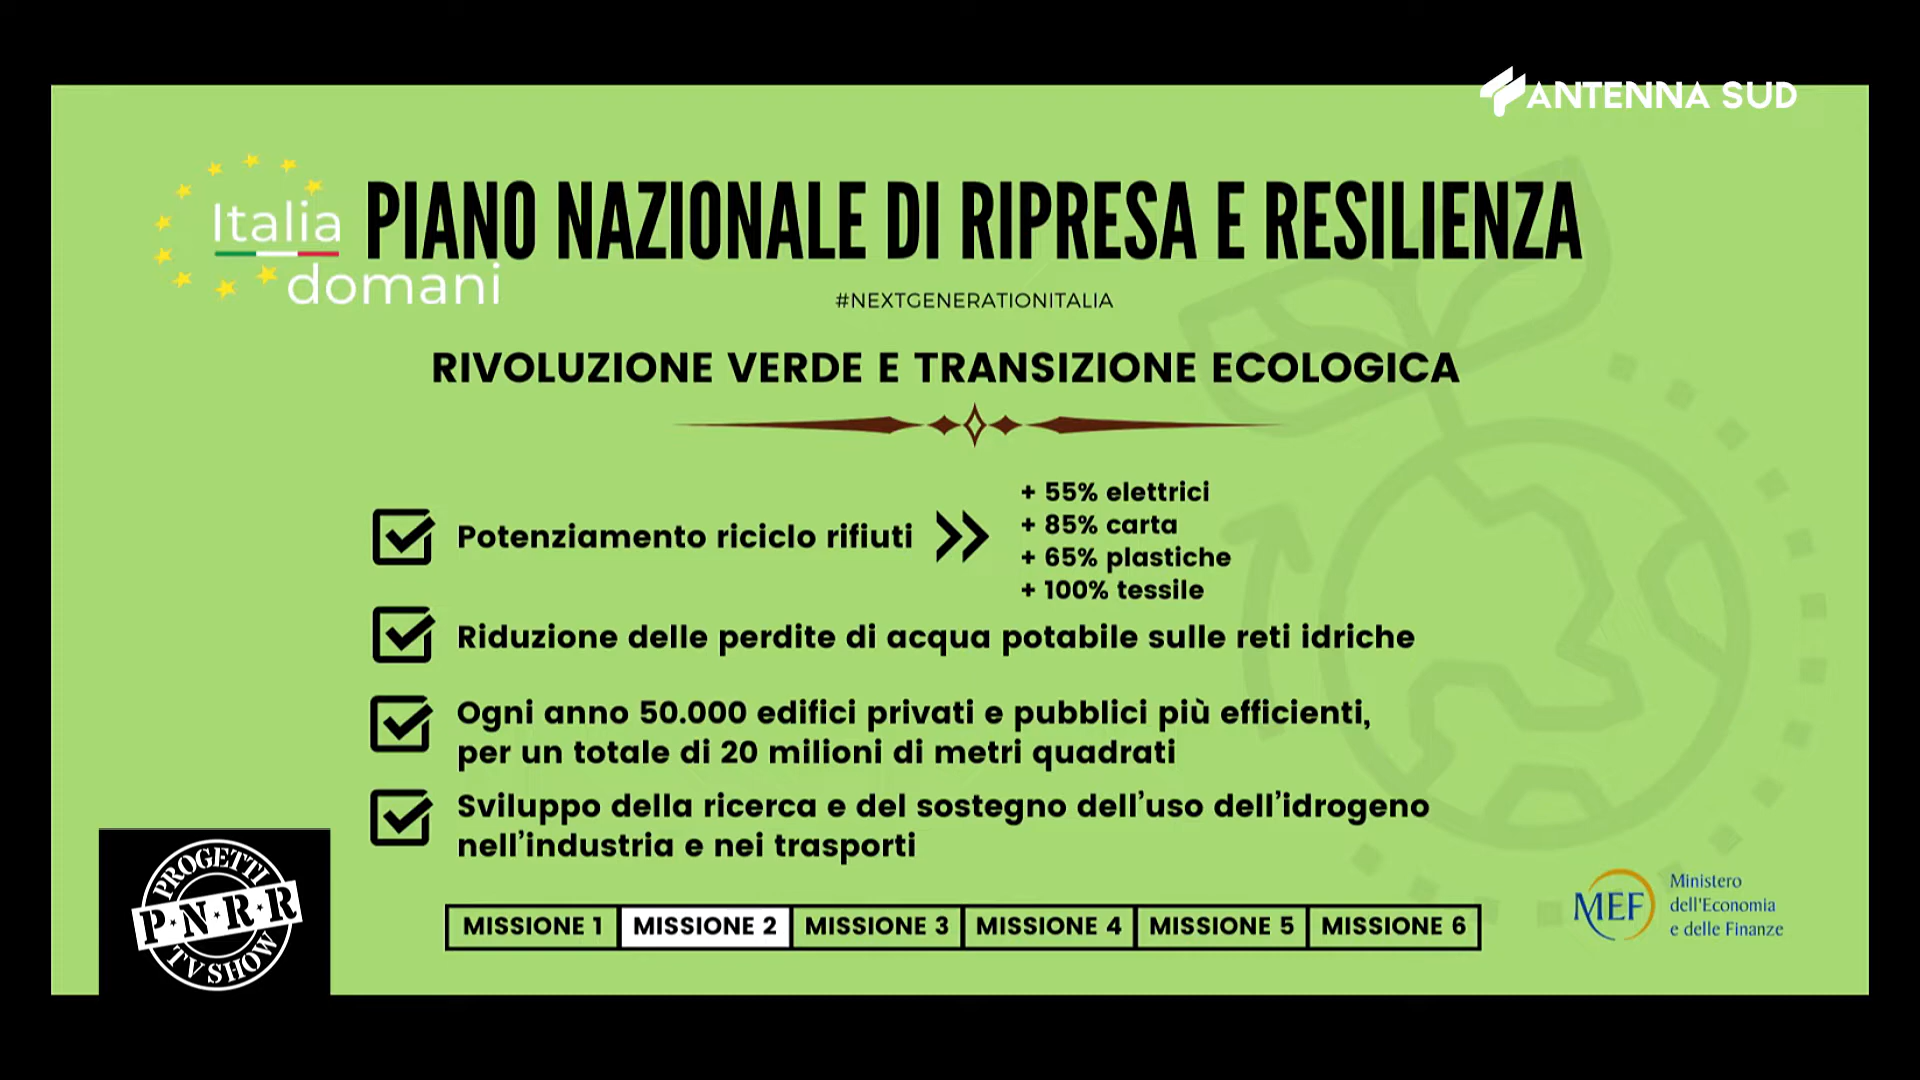 ANTENNA SUD
Italia
domani
PIANO NAZIONALE DI RIPRESA E RESILIENZA
#NEXTGENERATIONITALIA
RIVOLUZIONE VERDE E TRANSIZIONE ECOLOGICA
Potenziamento riciclo rifiuti
+ 55% elettrici
+ 85% carta
+ 65% plastiche
+ 100% tessile
Riduzione delle perdite di acqua potabile sulle reti idriche
Ogni anno 50.000 edifici privati e pubblici più efficienti,
per un totale di 20 milioni di metri quadrati
Sviluppo della ricerca e del sostegno dell'uso dell'idrogeno
nell'industria e nei trasporti
PROGETTI
P·N·R·R
TV SHOW
MISSIONE 1 MISSIONE 2 MISSIONE 3 MISSIONE 4 MISSIONE 5 MISSIONE 6
MEF
Ministero
dell'Economia
e delle Finanze